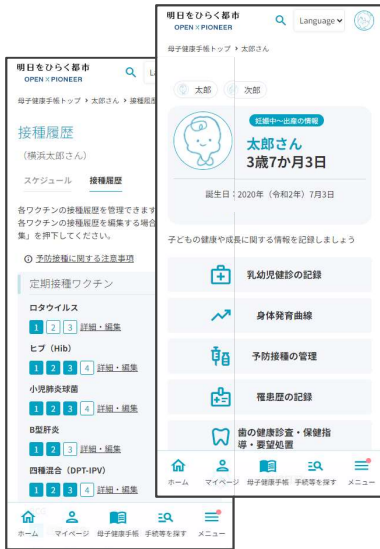 明日をひらく都市
OPEN × PIONEER
母子健康手帳トップ > 太郎さん > 接種履歴
接種履歴
（横浜太郎さん）
スケジュール 接種履歴
各ワクチンの接種履歴を管理できます
各ワクチンの接種履歴を編集する場合
集」を押下してください。
予防接種に関する注意事項
定期接種ワクチン
ロタウイルス
1 2 3 詳細・編集
ヒブ（Hib）
1 2 3 4 詳細・編集
小児肺炎球菌
1 2 3 4 詳細・編集
B型肝炎
1 2 3 詳細・編集
四種混合（DPT-IPV）
1 2 3 4 詳細・編集
ホーム マイページ 母子健康手帳 手続等を探す メニュー
明日をひらく都市
OPEN × PIONEER
Language
母子健康手帳トップ > 太郎さん
太郎 次郎
妊娠中～出産の情報
太郎さん
3歳7か月3日
誕生日：2020年（令和2年）7月3日
子どもの健康や成長に関する情報を記録しましょう
乳幼児健診の記録
身体発育曲線
予防接種の管理
罹患歴の記録
歯の健康診査・保健指
導・要望処置
ホーム マイページ 母子健康手帳 手続等を探す メニュー